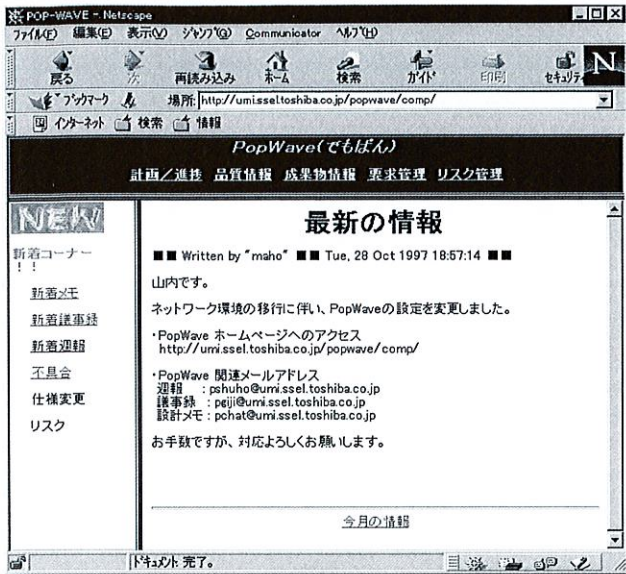 POP-WAVE - Netscape
ファイル(F) 編集(E) 表示(V) ジャンプ(G) Communicator ヘルプ(H)
戻る 次 再読み込み ホーム 検索 ガイド 印刷 セキュリティ N
ブックマーク 場所: http://umi.ssel.toshiba.co.jp/popwave/comp/
インターネット 検索 情報
PopWave(でもばん)
計画/進捗 品質情報 成果物情報 要求管理 リスク管理
NEW
新着コーナー
!!
新着メモ
新着議事録
新着週報
不具合
仕様変更
リスク
最新の情報
■■ Written by "maho" ■■ Tue, 28 Oct 1997 18:57:14 ■■
山内です。
ネットワーク環境の移行に伴い、PopWaveの設定を変更しました。
・PopWave ホームページへのアクセス
http://umi.ssel.toshiba.co.jp/popwave/comp/
・PopWave 関連メールアドレス
週報 : pshuho@umi.ssel.toshiba.co.jp
議事録 : pgiji@umi.ssel.toshiba.co.jp
設計メモ : pchat@umi.ssel.toshiba.co.jp
お手数ですが、対応よろしくお願いします。
今月の情報
ドキュメント: 完了。